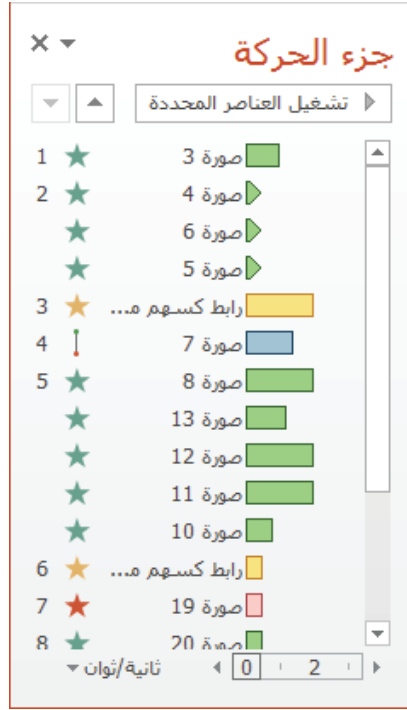 جزء الحركة
تشغيل العناصر المحددة
1 صورة 3
2 صورة 4
صورة 6
صورة 5
3 رابط كسهم م...
4 صورة 7
5 صورة 8
صورة 13
صورة 12
صورة 11
صورة 10
6 رابط كسهم م...
7 صورة 19
8 صورة 20
ثانية/ثوان 0 2